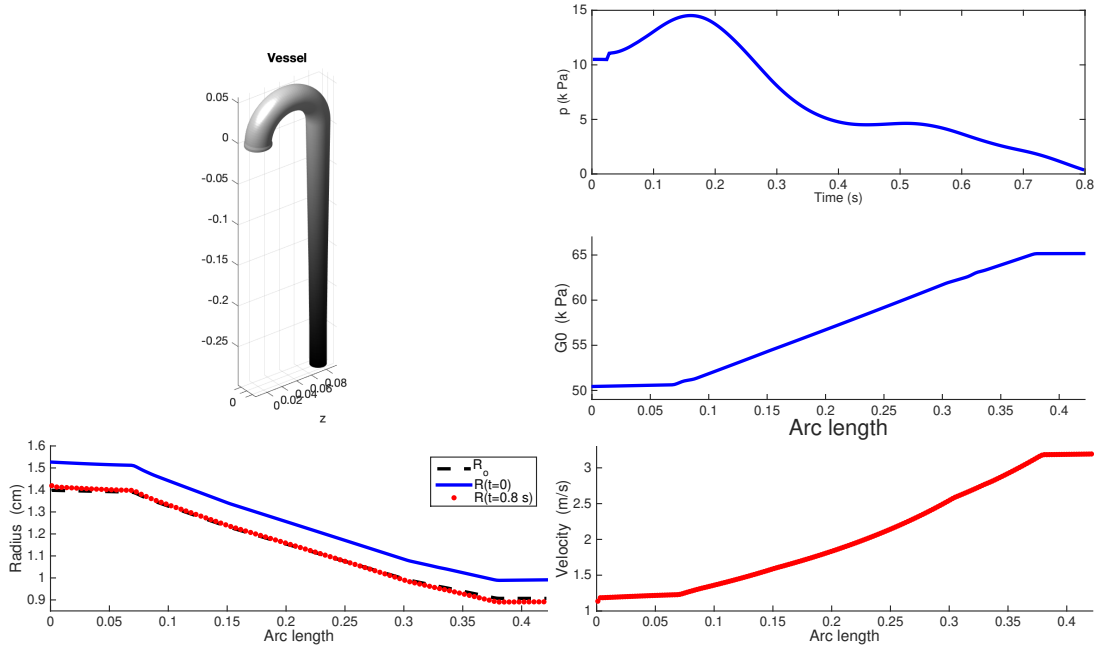 Vessel
0.05
0
-0.05
-0.1
-0.15
-0.2
-0.25
0
0
0.02
0.04
0.06
0.08
z
15
10
5
0
p (k Pa)
0 0.1 0.2 0.3 0.4 0.5 0.6 0.7 0.8
Time (s)
65
60
55
50
G0 (k Pa)
0 0.05 0.1 0.15 0.2 0.25 0.3 0.35 0.4
Arc length
1.6
1.5
1.4
1.3
1.2
1.1
1
0.9
Radius (cm)
R_o
R(t=0)
R(t=0.8 s)
0 0.05 0.1 0.15 0.2 0.25 0.3 0.35 0.4
Arc length
3
2.5
2
1.5
1
Velocity (m/s)
0 0.05 0.1 0.15 0.2 0.25 0.3 0.35 0.4
Arc length